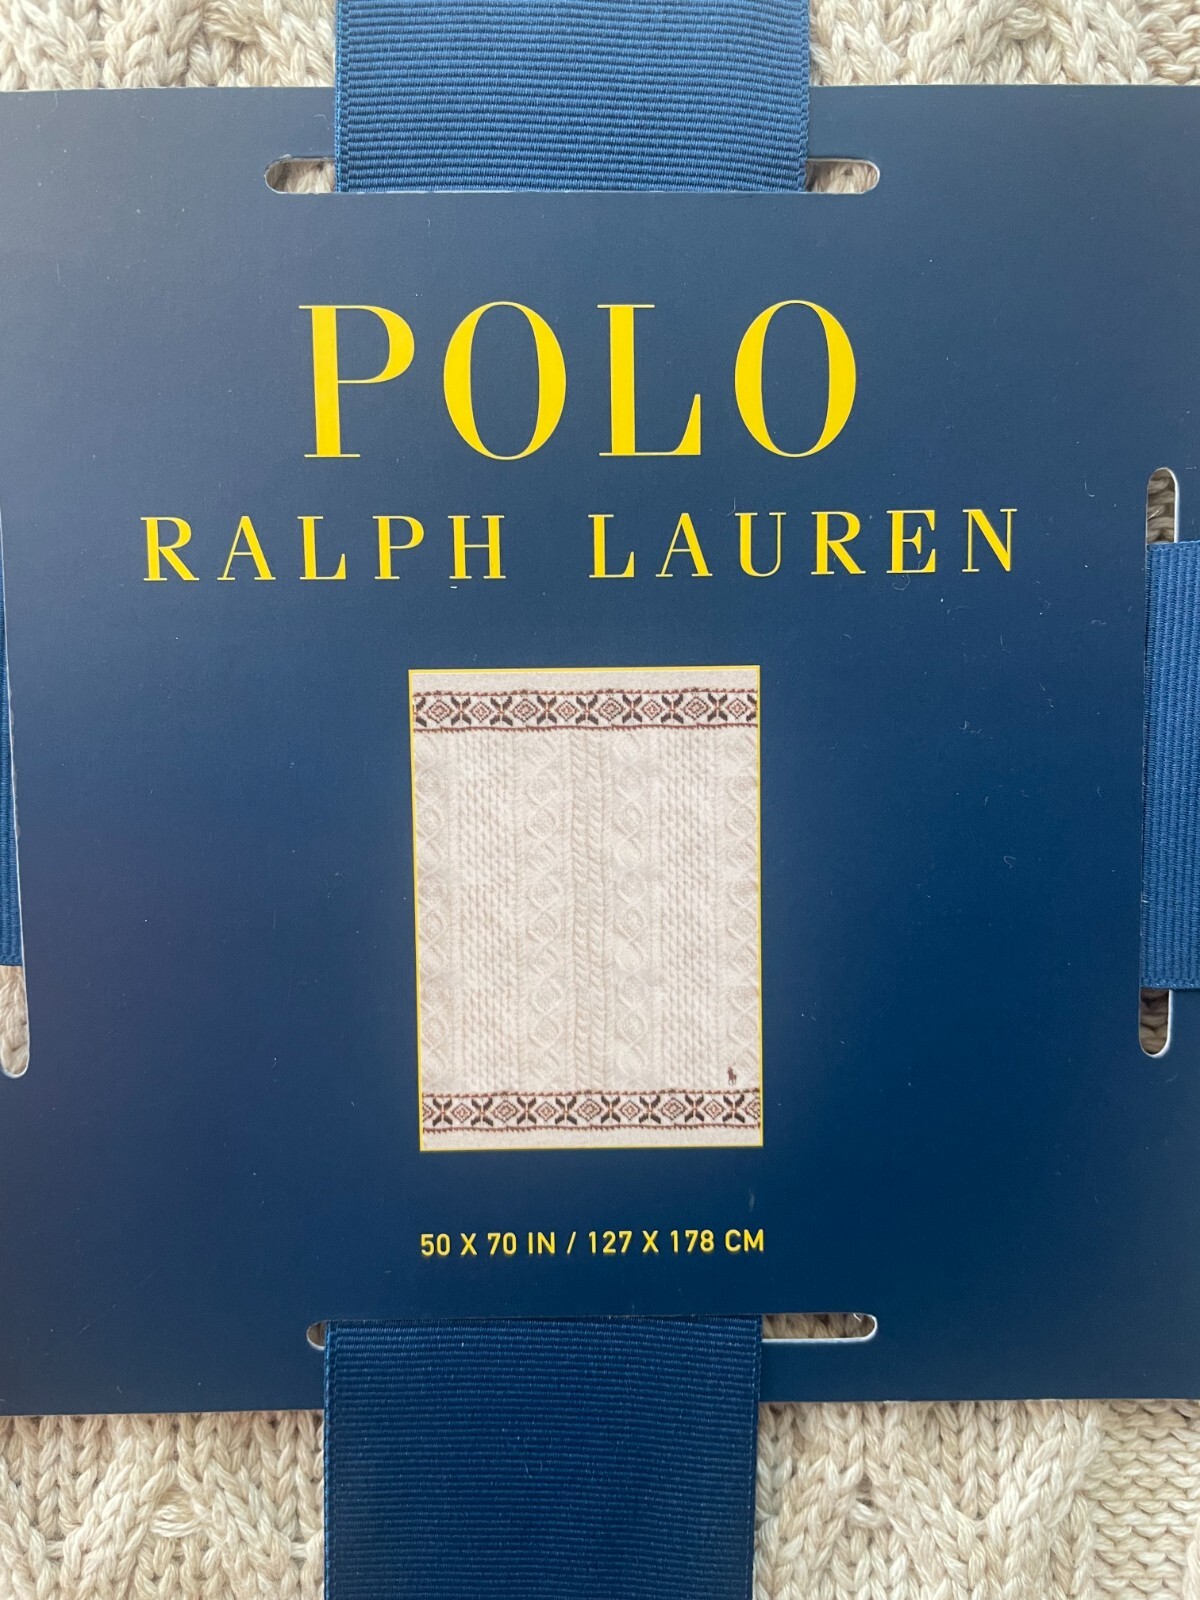 POLO
RALPH LAUREN
50 X 70 IN / 127 X 178 CM